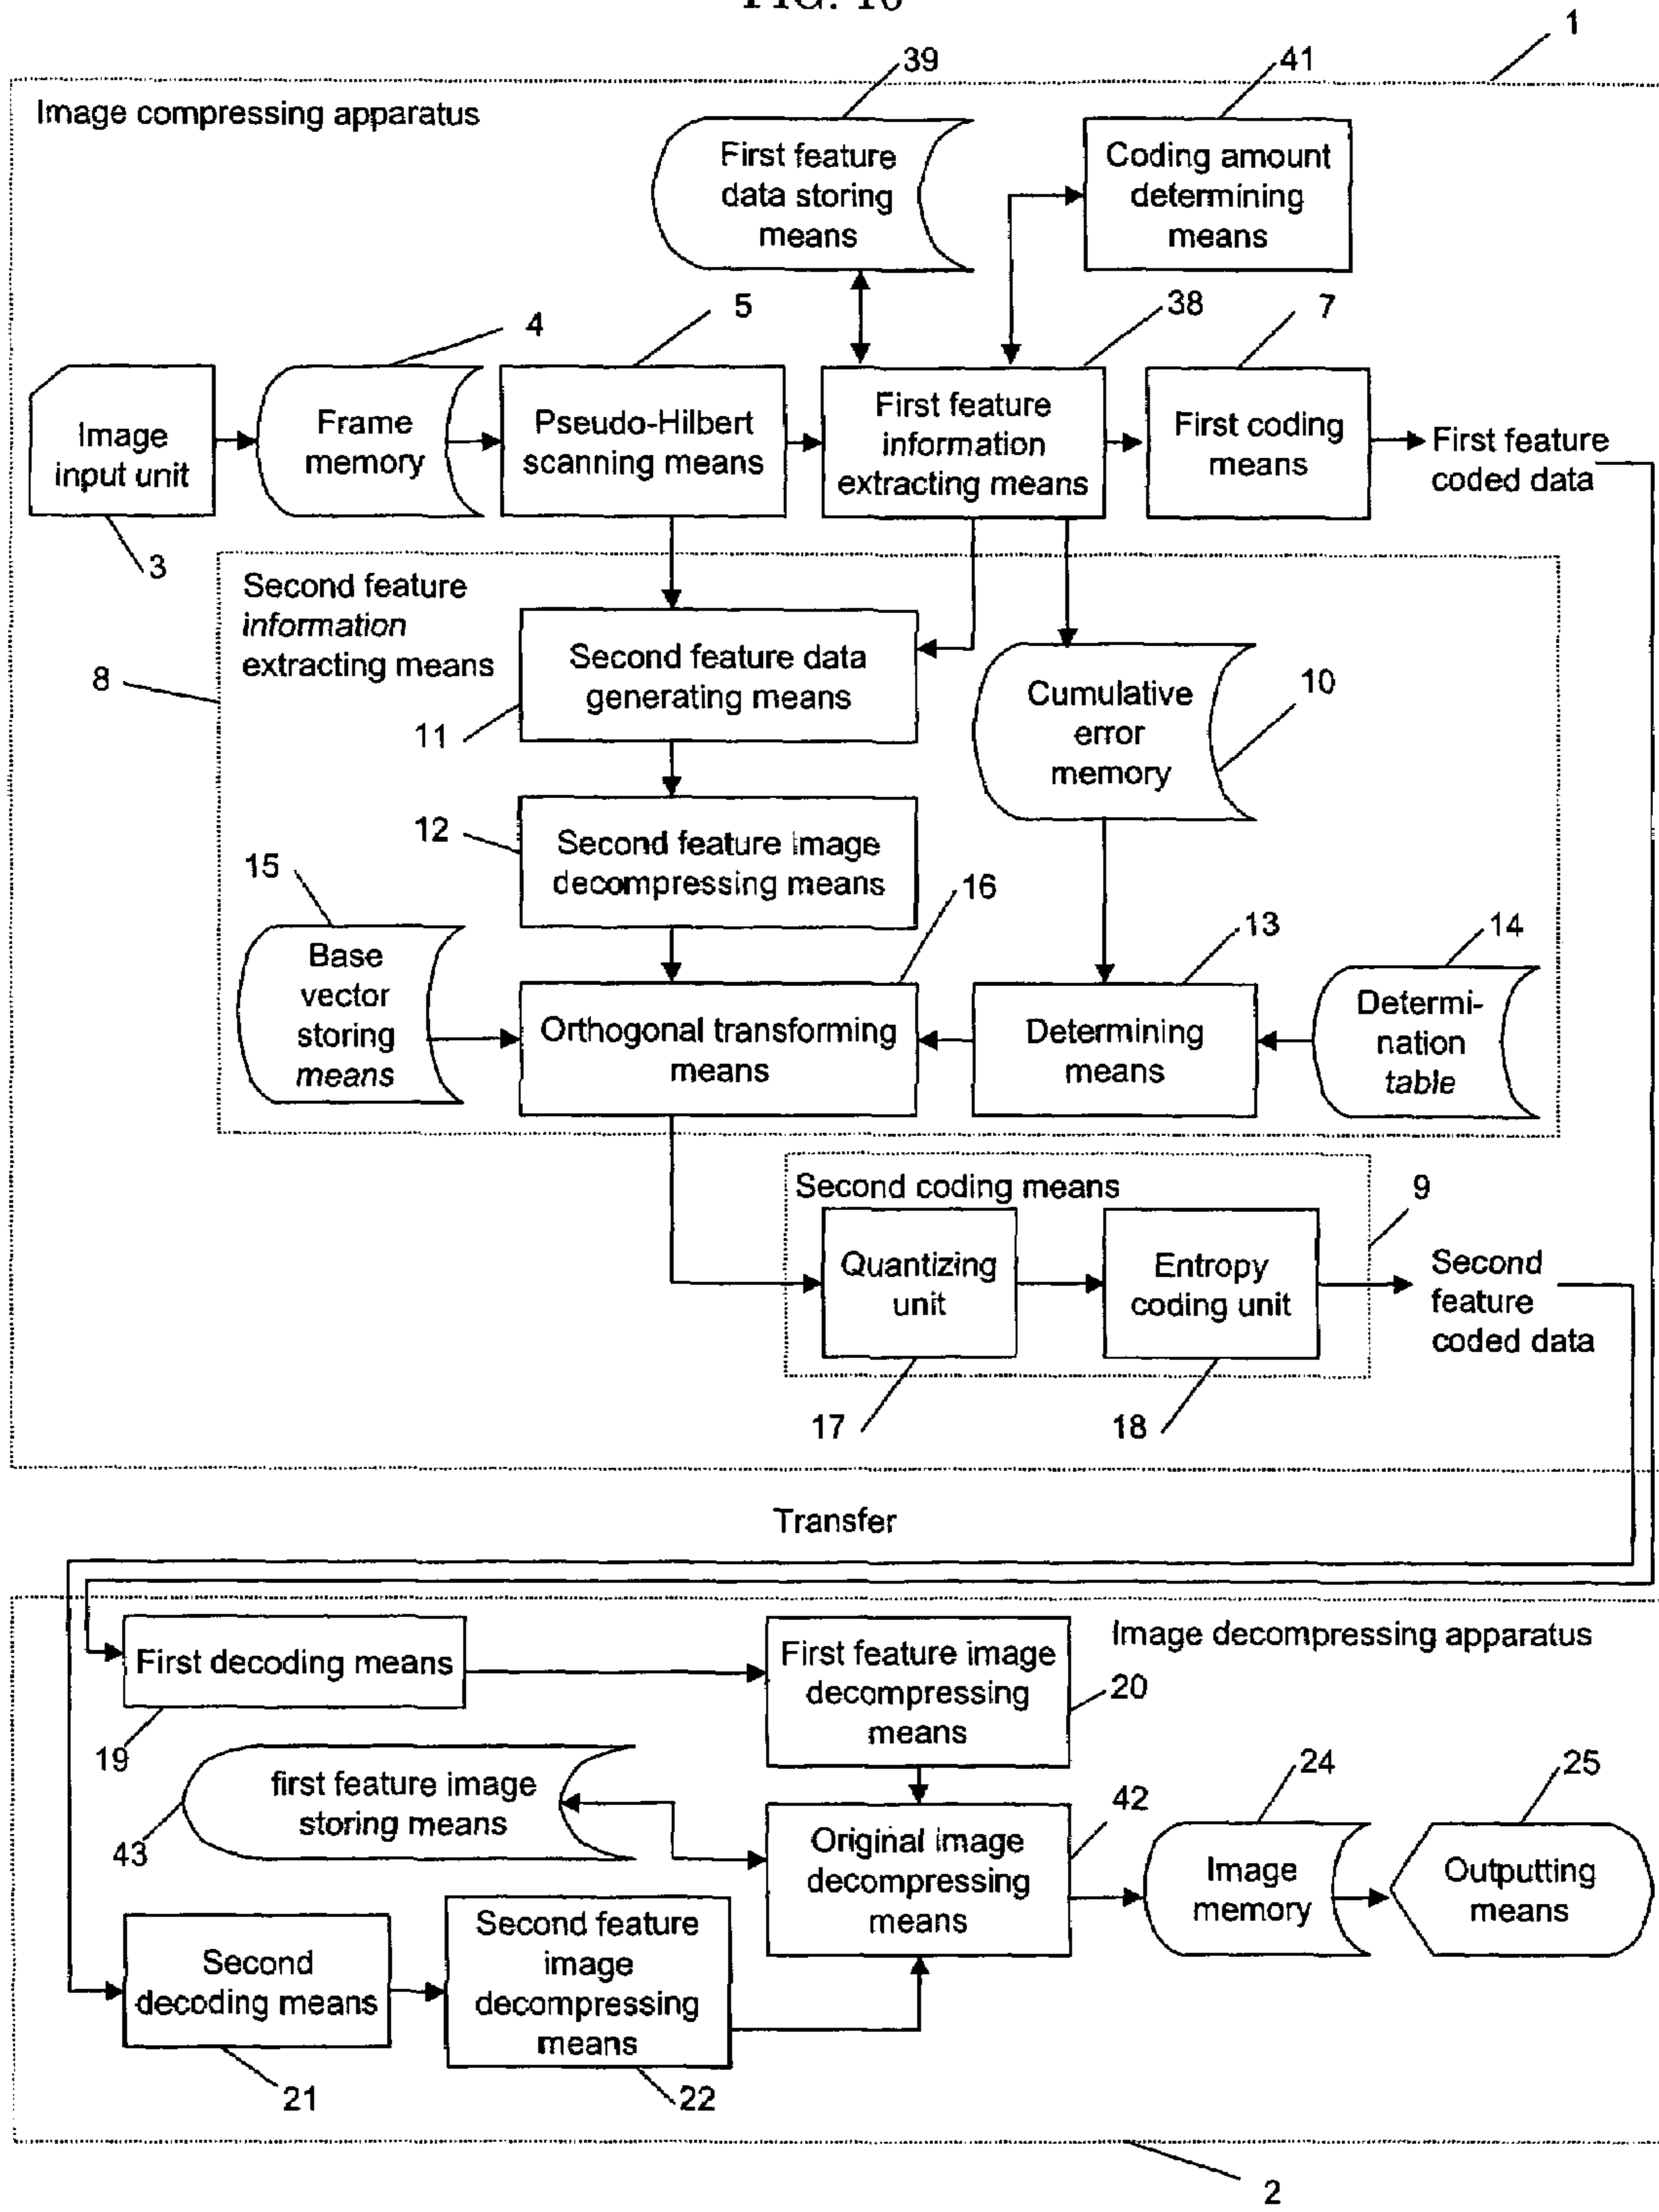 1
39
41
Image compressing apparatus
First feature
data storing
means
Coding amount
determining
means
4
5
38
7
Image
input unit
Frame
memory
Pseudo-Hilbert
scanning means
First feature
information
extracting means
First coding
means
First feature
coded data
3
Second feature
information
extracting means
8
Second feature data
generating means
11
Cumulative
error
memory
10
12
Second feature image
decompressing means
15
16
13
14
Base
vector
storing
means
Orthogonal transforming
means
Determining
means
Determi-
nation
table
Second coding means
9
Quantizing
unit
Entropy
coding unit
Second
feature
coded data
17
18
Transfer
Image decompressing apparatus
First decoding means
First feature image
decompressing
means
20
19
first feature image
storing means
43
Original image
decompressing
means
42
24
25
Image
memory
Outputting
means
Second
decoding means
Second feature
image
decompressing
means
21
22
2